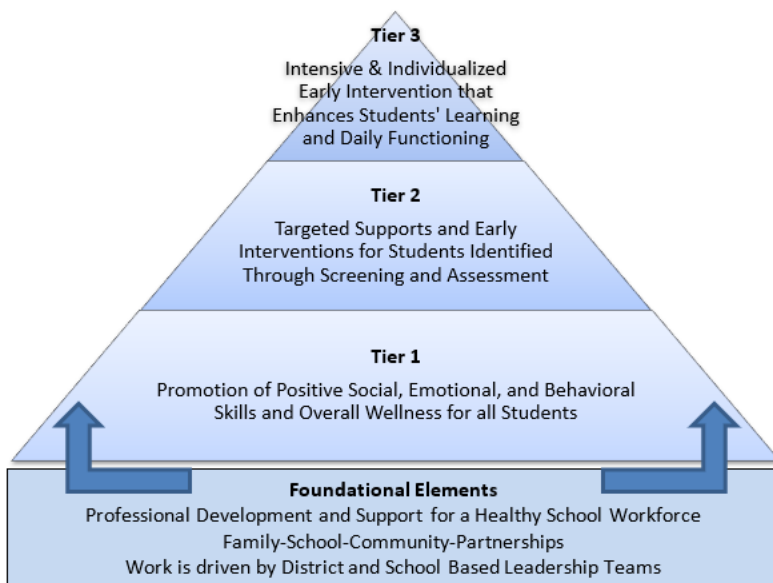 Tier 3
Intensive & Individualized
Early Intervention that
Enhances Students' Learning
and Daily Functioning
Tier 2
Targeted Supports and Early
Interventions for Students Identified
Through Screening and Assessment
Tier 1
Promotion of Positive Social, Emotional, and Behavioral
Skills and Overall Wellness for all Students
Foundational Elements
Professional Development and Support for a Healthy School Workforce
Family-School-Community-Partnerships
Work is driven by District and School Based Leadership Teams